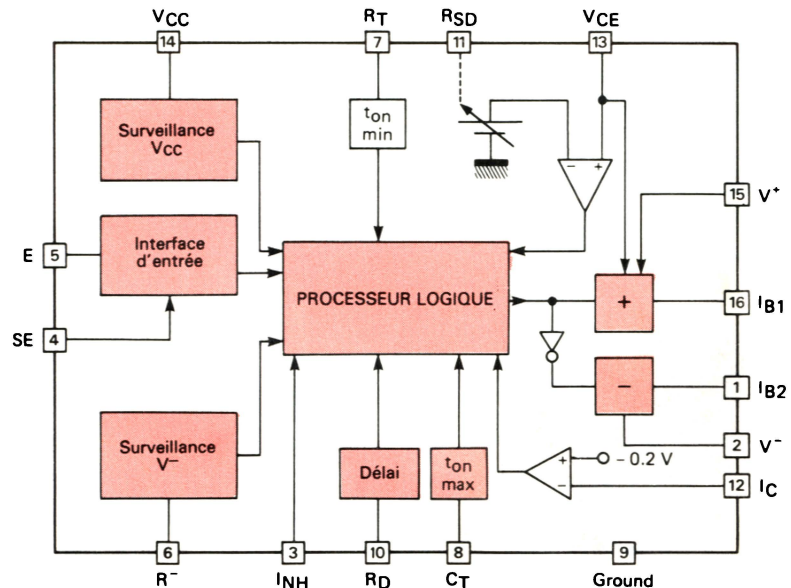 VCC
RT
RSD
VCE
14
7
11
13
Surveillance
VCC
ton
min
-
+
15
V+
E
5
Interface
d'entrée
PROCESSEUR LOGIQUE
+
16
IB1
SE
4
-
1
IB2
Surveillance
V-
Délai
ton
max
+
- 0.2 V
-
2
V-
12
IC
6
3
10
8
9
R-
INH
RD
CT
Ground